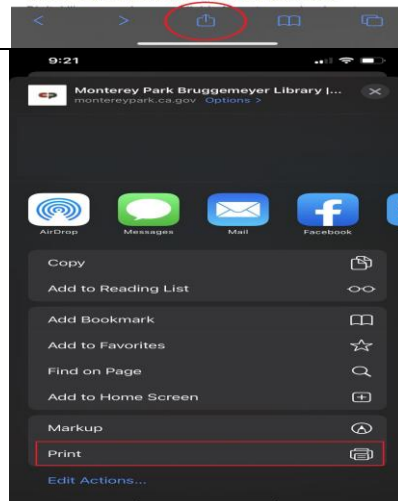 9:21
Monterey Park Bruggemeyer Library |...
montereypark.ca.gov Options >
AirDrop Messages Mail Facebook
Copy
Add to Reading List
Add Bookmark
Add to Favorites
Find on Page
Add to Home Screen
Markup
Print
Edit Actions...